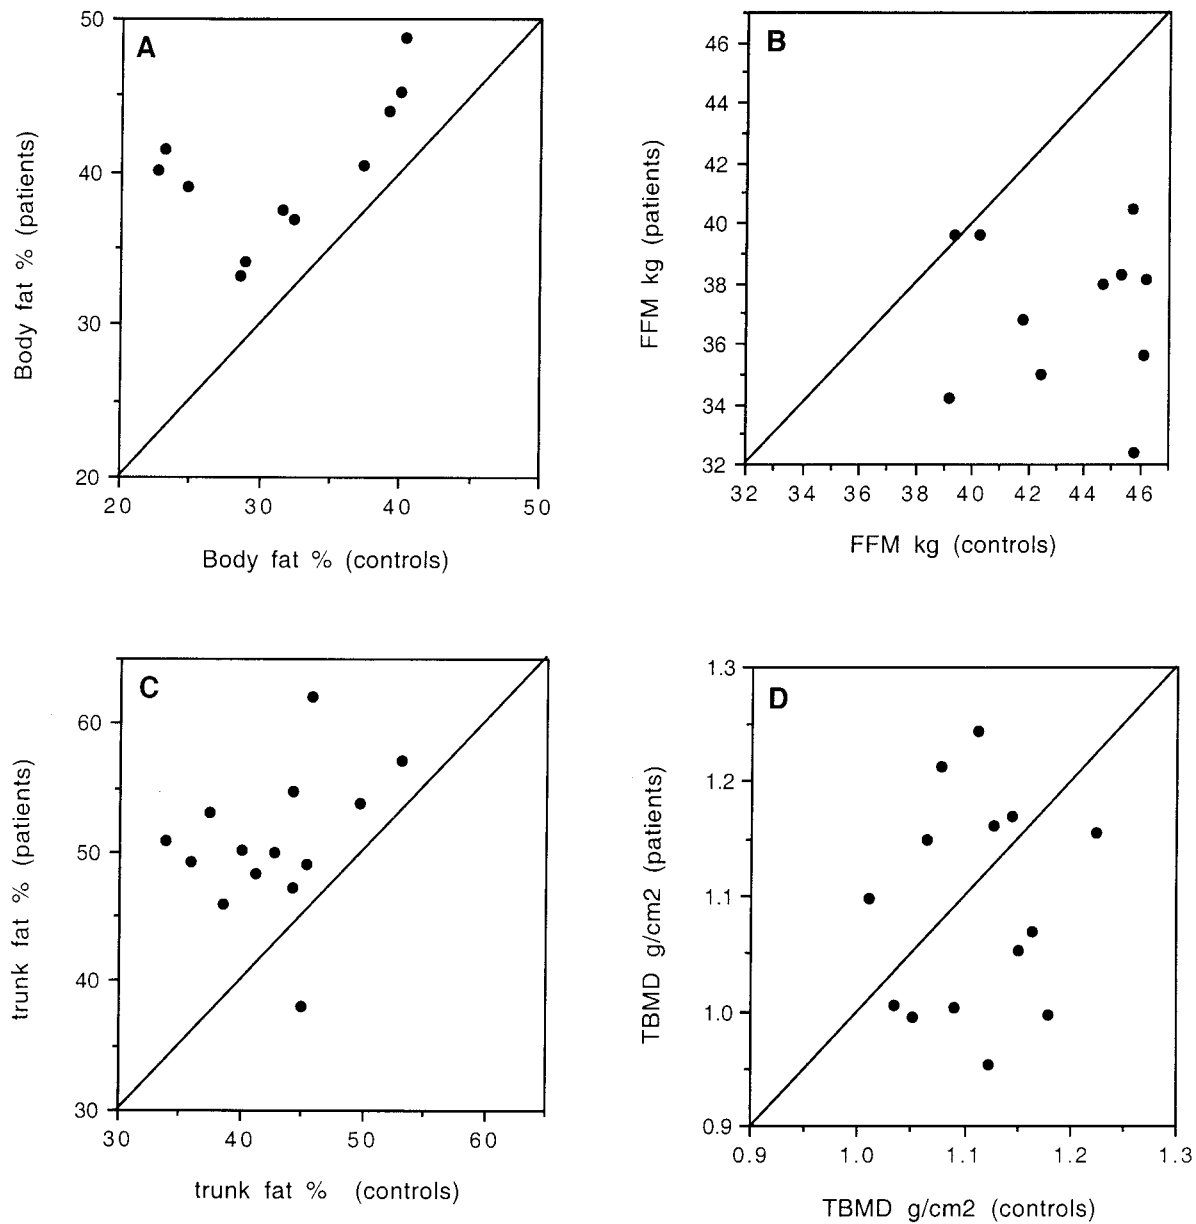 A
50
40
30
20
20 30 40 50
Body fat % (patients)
Body fat % (controls)
B
46
44
42
40
38
36
34
32
32 34 36 38 40 42 44 46
FFM kg (patients)
FFM kg (controls)
C
60
50
40
30
30 40 50 60
trunk fat % (patients)
trunk fat % (controls)
D
1.3
1.2
1.1
1.0
0.9
0.9 1.0 1.1 1.2 1.3
TBMD g/cm2 (patients)
TBMD g/cm2 (controls)